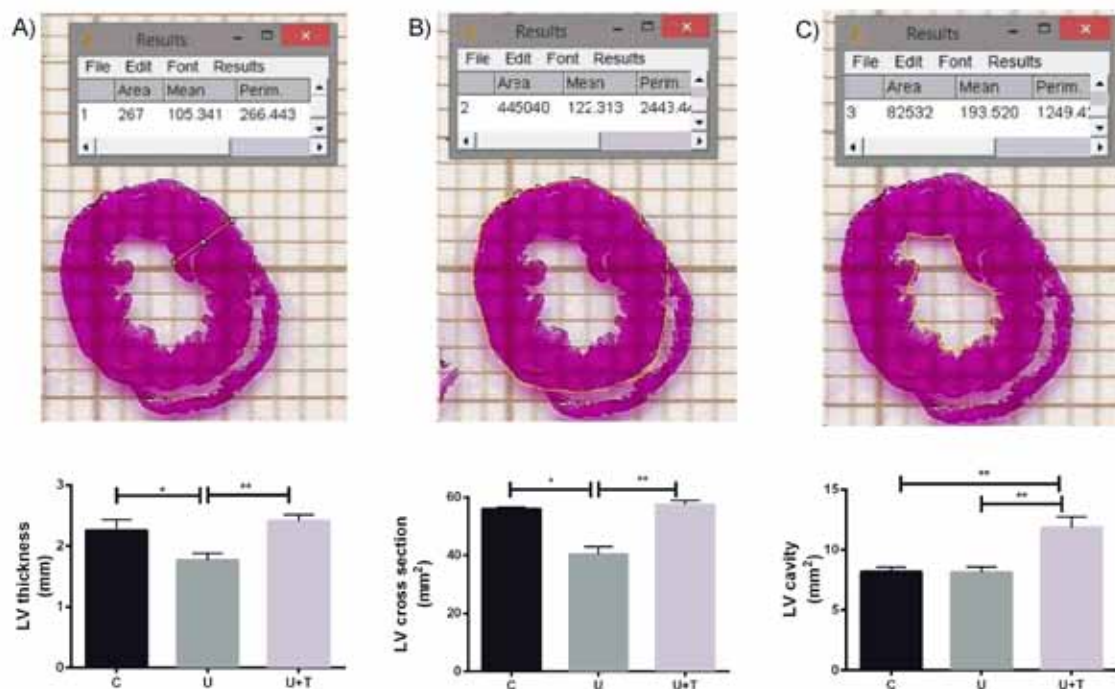 A)
Results
File Edit Font Results
Area Mean Perim.
1 267 105.341 266.443
B)
Results
File Edit Font Results
Area Mean Perim.
2 445040 122.313 2443.44
C)
Results
File Edit Font Results
Area Mean Perim.
3 82532 193.520
LV thickness
(mm)
3
2
1
0
* **
C U U+T
LV cross section
(mm²)
60
40
20
0
* **
C U U+T
LV cavity
(mm²)
15
10
5
0
**
**
C U U+T